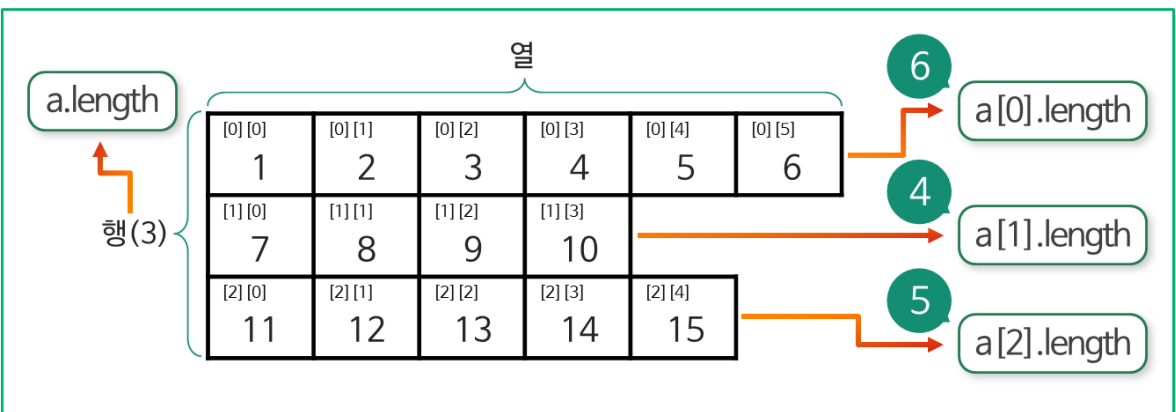 열
a.length
6
a[0].length
[0][0] [0][1] [0][2] [0][3] [0][4] [0][5]
1 2 3 4 5 6
4
a[1].length
행(3)
[1][0] [1][1] [1][2] [1][3]
7 8 9 10
5
a[2].length
[2][0] [2][1] [2][2] [2][3] [2][4]
11 12 13 14 15